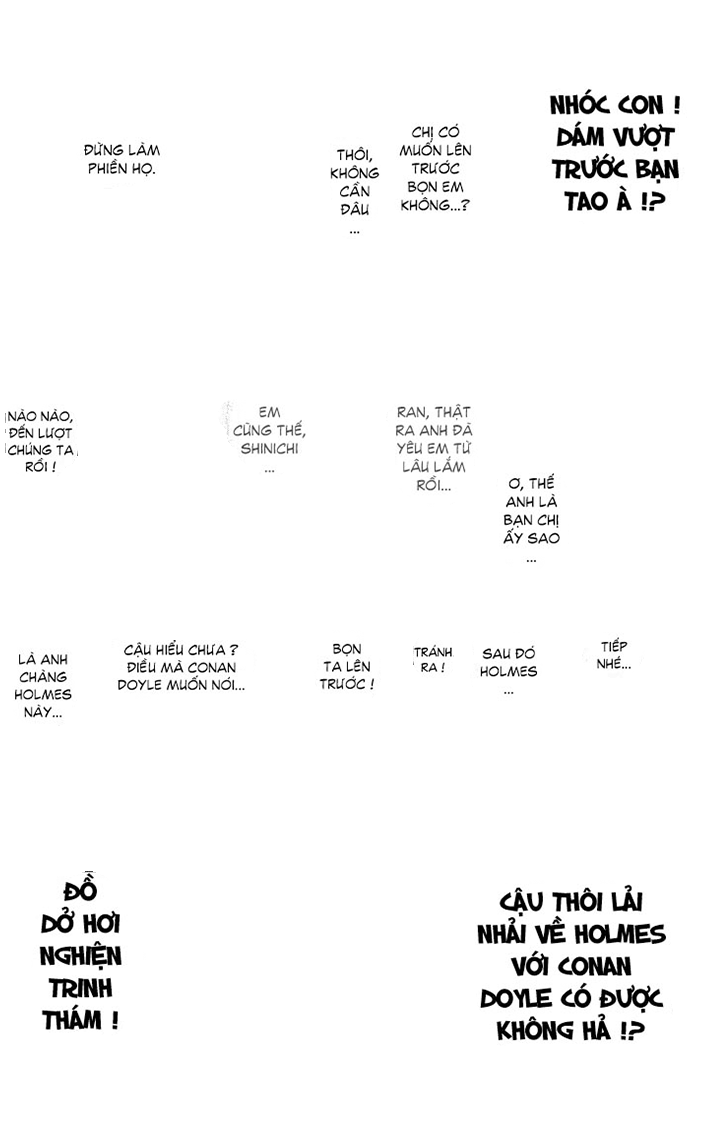 NHÓC CON !
DÁM VƯỢT
TRƯỚC BẠN
TAO À !?
CHỊ CÓ
MUỐN LÊN
TRƯỚC
BỌN EM
KHÔNG...?
THÔI,
KHÔNG
CẦN
ĐÂU
...
ĐỪNG LÀM
PHIỀN HỌ.
Ơ, THẾ
ANH LÀ
BẠN CHỊ
ẤY SAO
...
RAN, THẬT
RA ANH ĐÃ
YÊU EM TỪ
LÂU LẮM
RỒI...
EM
CŨNG THẾ,
SHINICHI
...
NÀO NÀO,
ĐẾN LƯỢT
CHÚNG TA
RỒI !
TIẾP
NHÉ...
SAU ĐÓ
HOLMES
...
TRÁNH
RA !
BỌN
TA LÊN
TRƯỚC !
CẬU HIỂU CHƯA ?
ĐIỀU MÀ CONAN
DOYLE MUỐN NÓI...
LÀ ANH
CHÀNG
HOLMES
NÀY...
CẬU THÔI LẢI
NHẢI VỀ HOLMES
VỚI CONAN
DOYLE CÓ ĐƯỢC
KHÔNG HẢ !?
ĐỒ
DỞ HƠI
NGHIỆN
TRINH
THÁM !